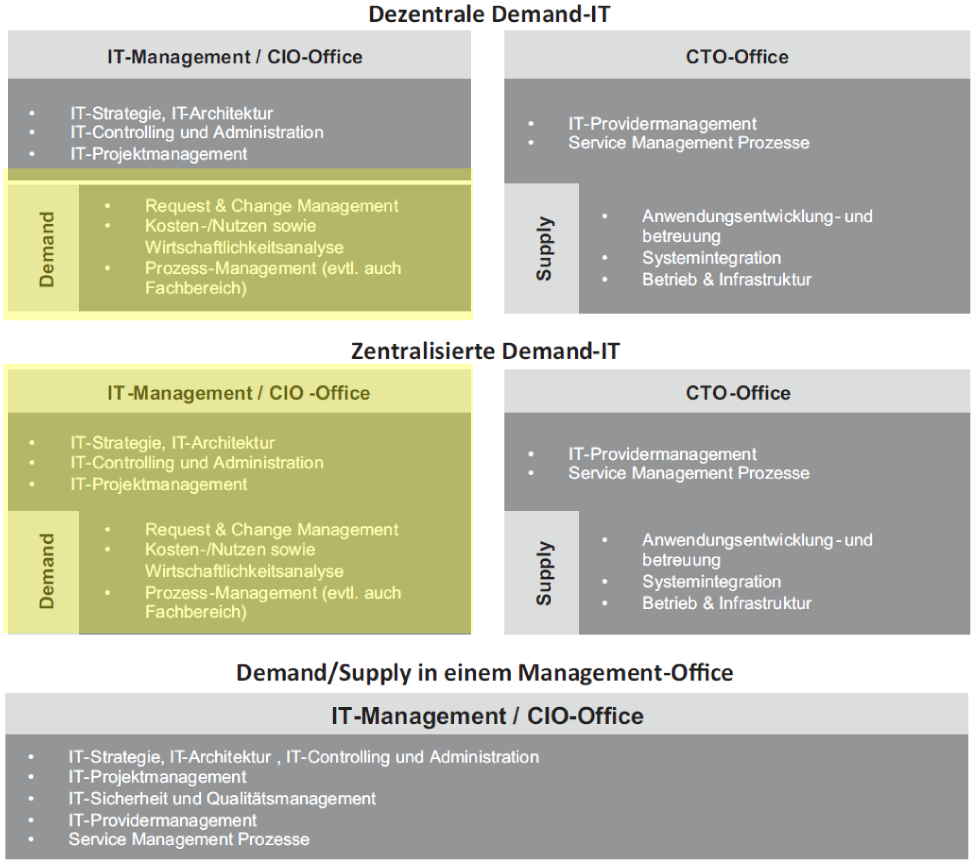 Dezentrale Demand-IT
IT-Management / CIO-Office
• IT-Strategie, IT-Architektur
• IT-Controlling und Administration
• IT-Projektmanagement
Demand
• Request & Change Management
• Kosten-/Nutzen sowie
Wirtschaftlichkeitsanalyse
• Prozess-Management (evtl. auch
Fachbereich)
CTO-Office
• IT-Providermanagement
• Service Management Prozesse
Supply
• Anwendungsentwicklung- und
betreuung
• Systemintegration
• Betrieb & Infrastruktur
Zentralisierte Demand-IT
IT-Management / CIO -Office
• IT-Strategie, IT-Architektur
• IT-Controlling und Administration
• IT-Projektmanagement
Demand
• Request & Change Management
• Kosten-/Nutzen sowie
Wirtschaftlichkeitsanalyse
• Prozess-Management (evtl. auch
Fachbereich)
CTO-Office
• IT-Providermanagement
• Service Management Prozesse
Supply
• Anwendungsentwicklung- und
betreuung
• Systemintegration
• Betrieb & Infrastruktur
Demand/Supply in einem Management-Office
IT-Management / CIO-Office
• IT-Strategie, IT-Architektur , IT-Controlling und Administration
• IT-Projektmanagement
• IT-Sicherheit und Qualitätsmanagement
• IT-Providermanagement
• Service Management Prozesse